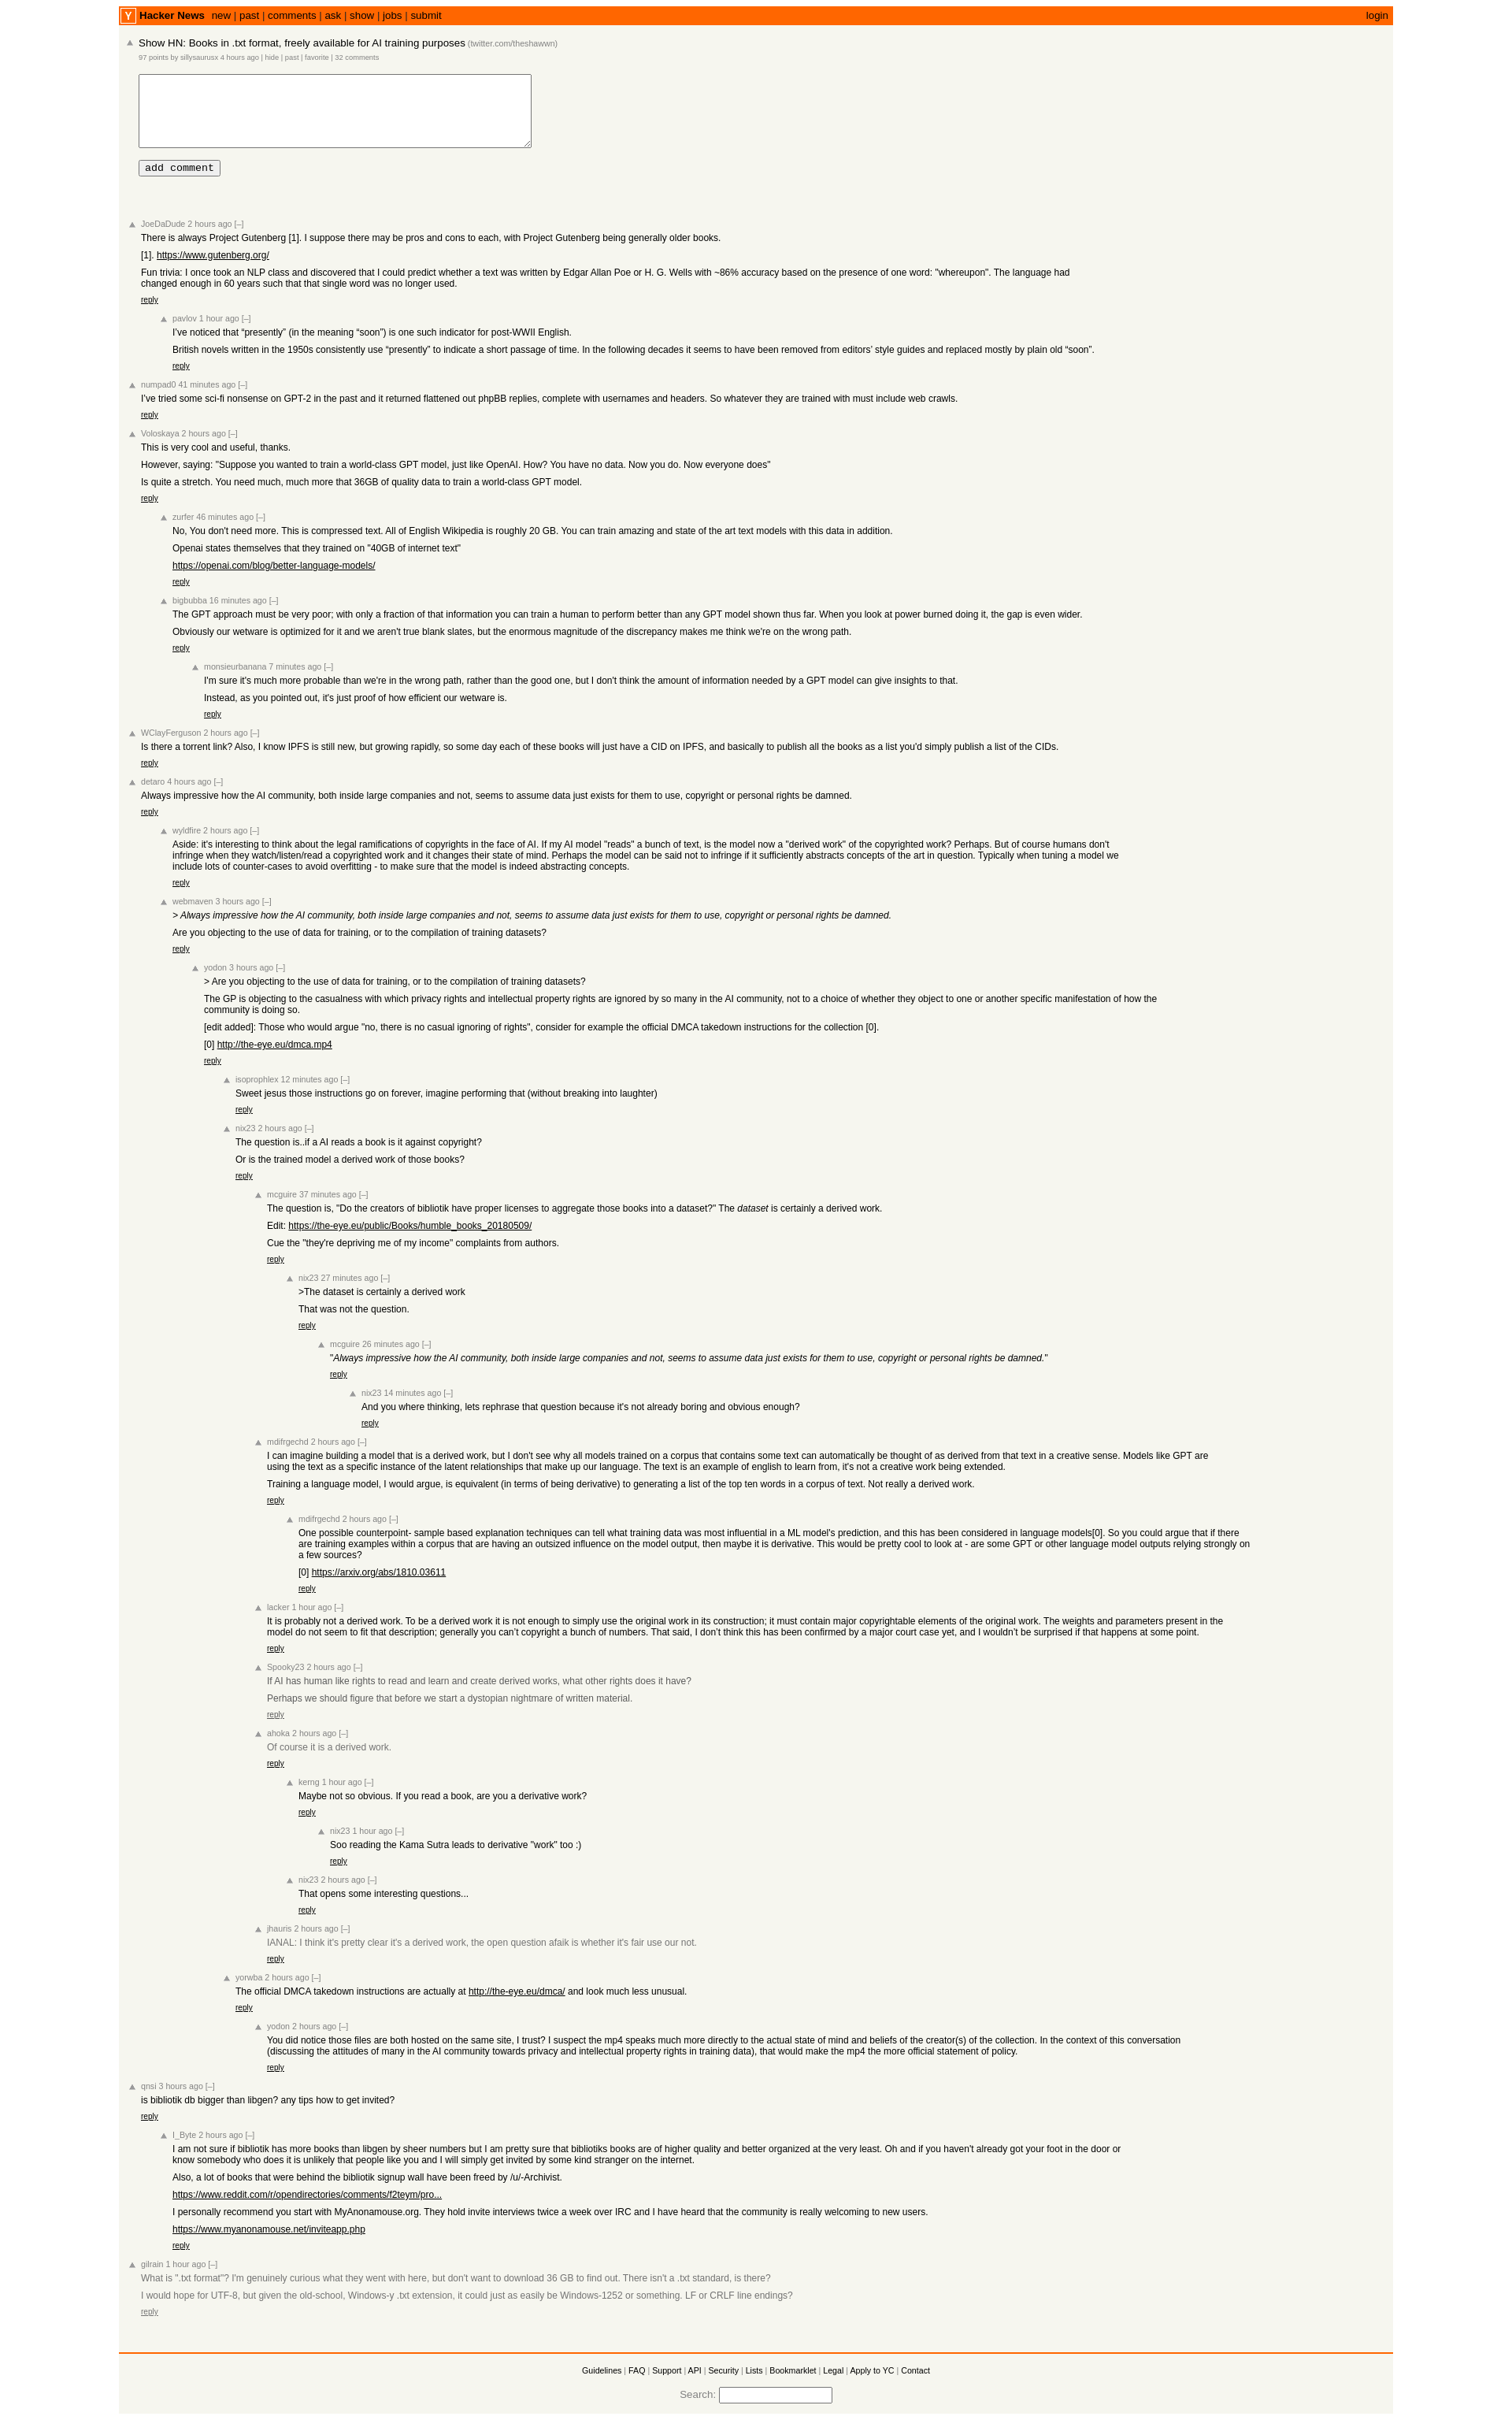 Y Hacker News new | past | comments | ask | show | jobs | submit login
Show HN: Books in .txt format, freely available for AI training purposes (twitter.com/theshawwn)
97 points by sillysaurusx 4 hours ago | hide | past | favorite | 32 comments
add comment
JoeDaDude 2 hours ago [–]
There is always Project Gutenberg [1]. I suppose there may be pros and cons to each, with Project Gutenberg being generally older books.
[1]. https://www.gutenberg.org/
Fun trivia: I once took an NLP class and discovered that I could predict whether a text was written by Edgar Allan Poe or H. G. Wells with ~86% accuracy based on the presence of one word: "whereupon". The language had
changed enough in 60 years such that that single word was no longer used.
reply
pavlov 1 hour ago [–]
I've noticed that “presently” (in the meaning “soon”) is one such indicator for post-WWII English.
British novels written in the 1950s consistently use “presently” to indicate a short passage of time. In the following decades it seems to have been removed from editors' style guides and replaced mostly by plain old “soon”.
reply
numpad0 41 minutes ago [–]
I've tried some sci-fi nonsense on GPT-2 in the past and it returned flattened out phpBB replies, complete with usernames and headers. So whatever they are trained with must include web crawls.
reply
Voloskaya 2 hours ago [–]
This is very cool and useful, thanks.
However, saying: "Suppose you wanted to train a world-class GPT model, just like OpenAI. How? You have no data. Now you do. Now everyone does"
Is quite a stretch. You need much, much more that 36GB of quality data to train a world-class GPT model.
reply
zurfer 46 minutes ago [–]
No, You don't need more. This is compressed text. All of English Wikipedia is roughly 20 GB. You can train amazing and state of the art text models with this data in addition.
Openai states themselves that they trained on "40GB of internet text"
https://openai.com/blog/better-language-models/
reply
bigbubba 16 minutes ago [–]
The GPT approach must be very poor; with only a fraction of that information you can train a human to perform better than any GPT model shown thus far. When you look at power burned doing it, the gap is even wider.
Obviously our wetware is optimized for it and we aren't true blank slates, but the enormous magnitude of the discrepancy makes me think we're on the wrong path.
reply
monsieurbanana 7 minutes ago [–]
I'm sure it's much more probable than we're in the wrong path, rather than the good one, but I don't think the amount of information needed by a GPT model can give insights to that.
Instead, as you pointed out, it's just proof of how efficient our wetware is.
reply
WClayFerguson 2 hours ago [–]
Is there a torrent link? Also, I know IPFS is still new, but growing rapidly, so some day each of these books will just have a CID on IPFS, and basically to publish all the books as a list you'd simply publish a list of the CIDs.
reply
detaro 4 hours ago [–]
Always impressive how the AI community, both inside large companies and not, seems to assume data just exists for them to use, copyright or personal rights be damned.
reply
wyldfire 2 hours ago [–]
Aside: it's interesting to think about the legal ramifications of copyrights in the face of AI. If my AI model "reads" a bunch of text, is the model now a "derived work" of the copyrighted work? Perhaps. But of course humans don't
infringe when they watch/listen/read a copyrighted work and it changes their state of mind. Perhaps the model can be said not to infringe if it sufficiently abstracts concepts of the art in question. Typically when tuning a model we
include lots of counter-cases to avoid overfitting - to make sure that the model is indeed abstracting concepts.
reply
webmaven 3 hours ago [–]
> Always impressive how the AI community, both inside large companies and not, seems to assume data just exists for them to use, copyright or personal rights be damned.
Are you objecting to the use of data for training, or to the compilation of training datasets?
reply
yodon 3 hours ago [–]
> Are you objecting to the use of data for training, or to the compilation of training datasets?
The GP is objecting to the casualness with which privacy rights and intellectual property rights are ignored by so many in the AI community, not to a choice of whether they object to one or another specific manifestation of how the
community is doing so.
[edit added]: Those who would argue "no, there is no casual ignoring of rights", consider for example the official DMCA takedown instructions for the collection [0].
[0] http://the-eye.eu/dmca.mp4
reply
isoprophlex 12 minutes ago [–]
Sweet jesus those instructions go on forever, imagine performing that (without breaking into laughter)
reply
nix23 2 hours ago [–]
The question is..if a AI reads a book is it against copyright?
Or is the trained model a derived work of those books?
reply
mcguire 37 minutes ago [–]
The question is, "Do the creators of bibliotik have proper licenses to aggregate those books into a dataset?" The dataset is certainly a derived work.
Edit: https://the-eye.eu/public/Books/humble_books_20180509/
Cue the "they're depriving me of my income" complaints from authors.
reply
nix23 27 minutes ago [–]
>The dataset is certainly a derived work
That was not the question.
reply
mcguire 26 minutes ago [–]
"Always impressive how the AI community, both inside large companies and not, seems to assume data just exists for them to use, copyright or personal rights be damned."
reply
nix23 14 minutes ago [–]
And you where thinking, lets rephrase that question because it's not already boring and obvious enough?
reply
mdifrgechd 2 hours ago [–]
I can imagine building a model that is a derived work, but I don't see why all models trained on a corpus that contains some text can automatically be thought of as derived from that text in a creative sense. Models like GPT are
using the text as a specific instance of the latent relationships that make up our language. The text is an example of english to learn from, it's not a creative work being extended.
Training a language model, I would argue, is equivalent (in terms of being derivative) to generating a list of the top ten words in a corpus of text. Not really a derived work.
reply
mdifrgechd 2 hours ago [–]
One possible counterpoint- sample based explanation techniques can tell what training data was most influential in a ML model's prediction, and this has been considered in language models[0]. So you could argue that if there
are training examples within a corpus that are having an outsized influence on the model output, then maybe it is derivative. This would be pretty cool to look at - are some GPT or other language model outputs relying strongly on
a few sources?
[0] https://arxiv.org/abs/1810.03611
reply
lacker 1 hour ago [–]
It is probably not a derived work. To be a derived work it is not enough to simply use the original work in its construction; it must contain major copyrightable elements of the original work. The weights and parameters present in the
model do not seem to fit that description; generally you can't copyright a bunch of numbers. That said, I don't think this has been confirmed by a major court case yet, and I wouldn't be surprised if that happens at some point.
reply
Spooky23 2 hours ago [–]
If AI has human like rights to read and learn and create derived works, what other rights does it have?
Perhaps we should figure that before we start a dystopian nightmare of written material.
reply
ahoka 2 hours ago [–]
Of course it is a derived work.
reply
kerng 1 hour ago [–]
Maybe not so obvious. If you read a book, are you a derivative work?
reply
nix23 1 hour ago [–]
Soo reading the Kama Sutra leads to derivative "work" too :)
reply
nix23 2 hours ago [–]
That opens some interesting questions...
reply
jhauris 2 hours ago [–]
IANAL: I think it's pretty clear it's a derived work, the open question afaik is whether it's fair use our not.
reply
yorwba 2 hours ago [–]
The official DMCA takedown instructions are actually at http://the-eye.eu/dmca/ and look much less unusual.
reply
yodon 2 hours ago [–]
You did notice those files are both hosted on the same site, I trust? I suspect the mp4 speaks much more directly to the actual state of mind and beliefs of the creator(s) of the collection. In the context of this conversation
(discussing the attitudes of many in the AI community towards privacy and intellectual property rights in training data), that would make the mp4 the more official statement of policy.
reply
qnsi 3 hours ago [–]
is bibliotik db bigger than libgen? any tips how to get invited?
reply
I_Byte 2 hours ago [–]
I am not sure if bibliotik has more books than libgen by sheer numbers but I am pretty sure that bibliotiks books are of higher quality and better organized at the very least. Oh and if you haven't already got your foot in the door or
know somebody who does it is unlikely that people like you and I will simply get invited by some kind stranger on the internet.
Also, a lot of books that were behind the bibliotik signup wall have been freed by /u/-Archivist.
https://www.reddit.com/r/opendirectories/comments/f2teym/pro...
I personally recommend you start with MyAnonamouse.org. They hold invite interviews twice a week over IRC and I have heard that the community is really welcoming to new users.
https://www.myanonamouse.net/inviteapp.php
reply
gilrain 1 hour ago [–]
What is ".txt format"? I'm genuinely curious what they went with here, but don't want to download 36 GB to find out. There isn't a .txt standard, is there?
I would hope for UTF-8, but given the old-school, Windows-y .txt extension, it could just as easily be Windows-1252 or something. LF or CRLF line endings?
reply
Guidelines | FAQ | Support | API | Security | Lists | Bookmarklet | Legal | Apply to YC | Contact
Search: